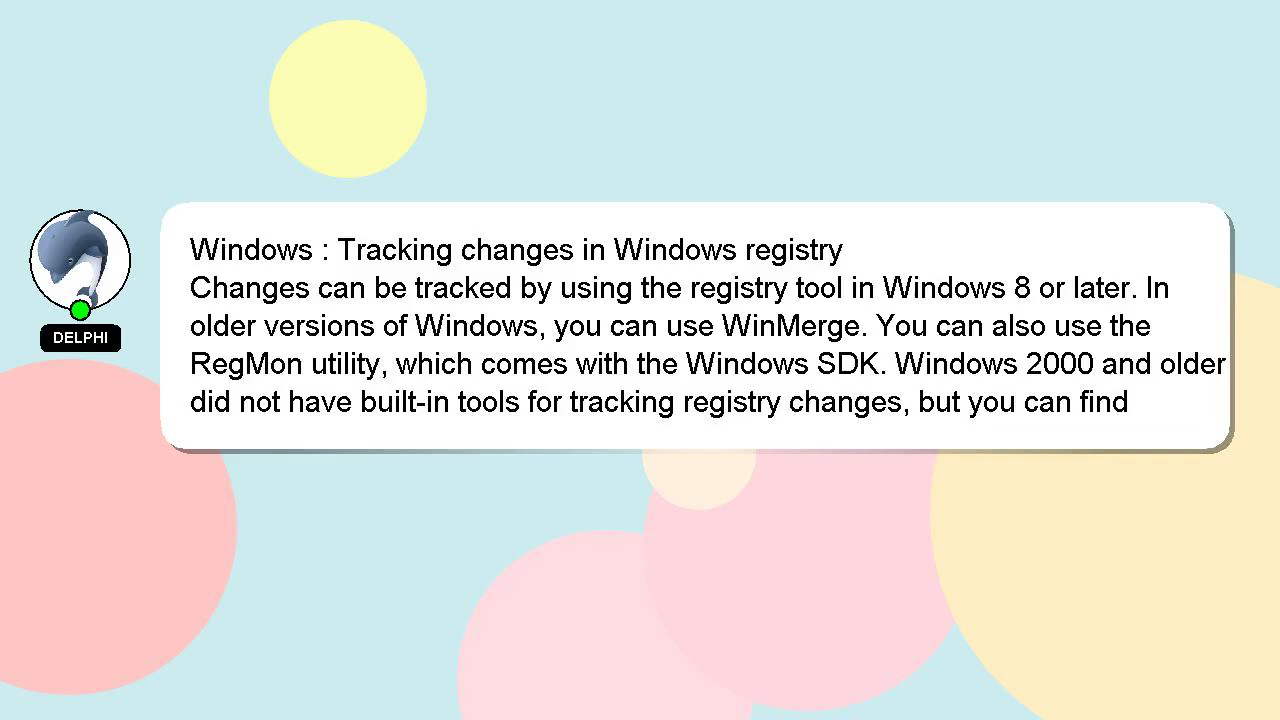 DELPHI
Windows : Tracking changes in Windows registry
Changes can be tracked by using the registry tool in Windows 8 or later. In
older versions of Windows, you can use WinMerge. You can also use the
RegMon utility, which comes with the Windows SDK. Windows 2000 and older
did not have built-in tools for tracking registry changes, but you can find